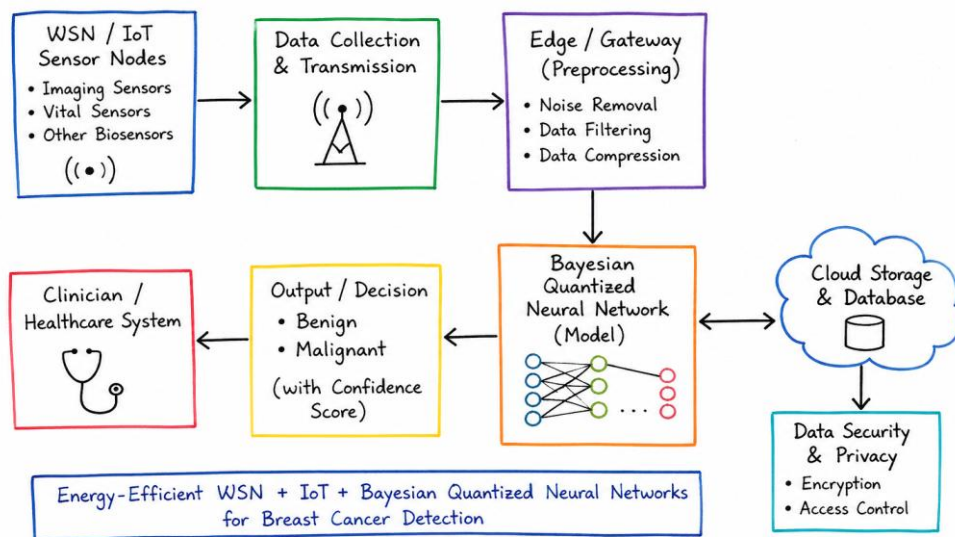 WSN / IoT
Sensor Nodes
• Imaging Sensors
• Vital Sensors
• Other Biosensors
Data Collection
& Transmission
Edge / Gateway
(Preprocessing)
• Noise Removal
• Data Filtering
• Data Compression
Bayesian
Quantized
Neural Network
(Model)
Cloud Storage
& Database
Data Security
& Privacy
• Encryption
• Access Control
Output / Decision
• Benign
• Malignant
(with Confidence
Score)
Clinician /
Healthcare System
Energy-Efficient WSN + IoT + Bayesian Quantized Neural Networks
for Breast Cancer Detection